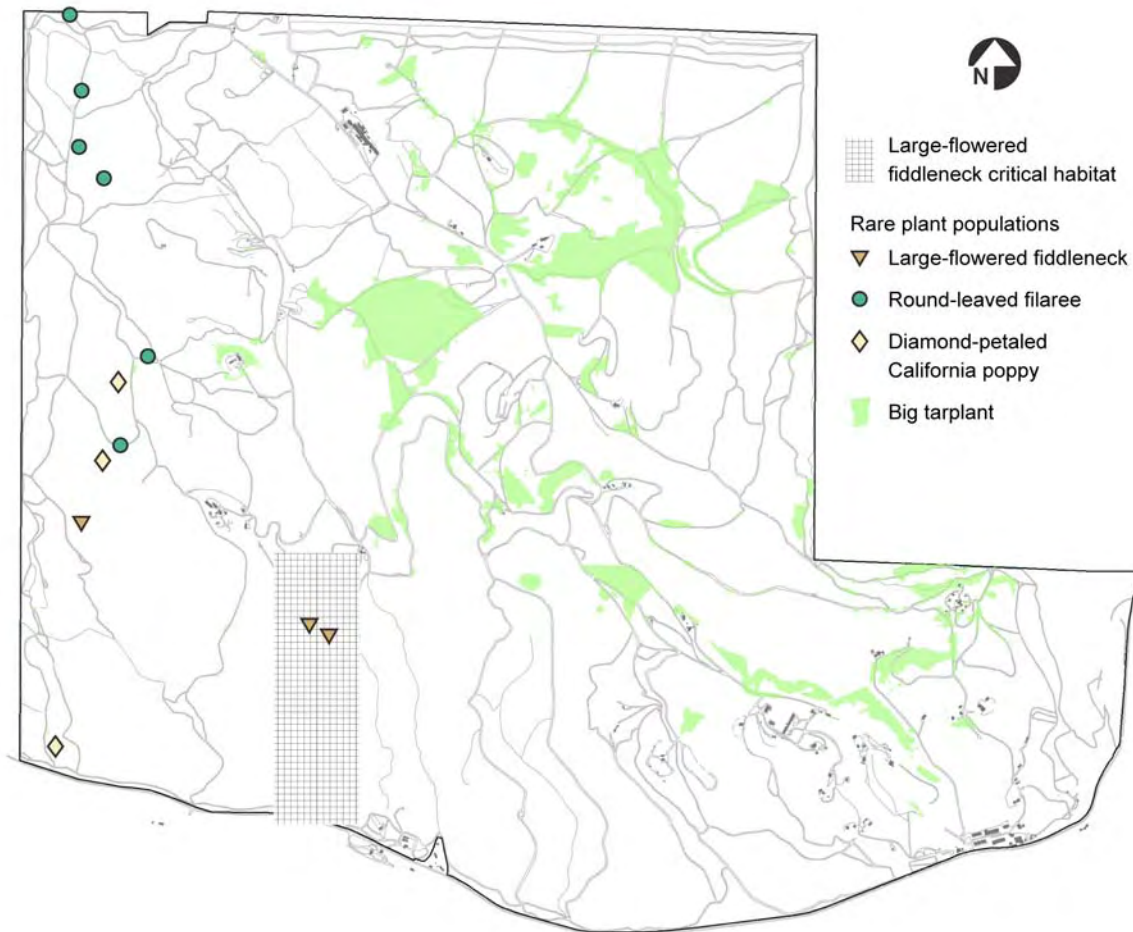 N
Large-flowered
fiddleneck critical habitat
Rare plant populations
Large-flowered fiddleneck
Round-leaved filaree
Diamond-petaled
California poppy
Big tarplant